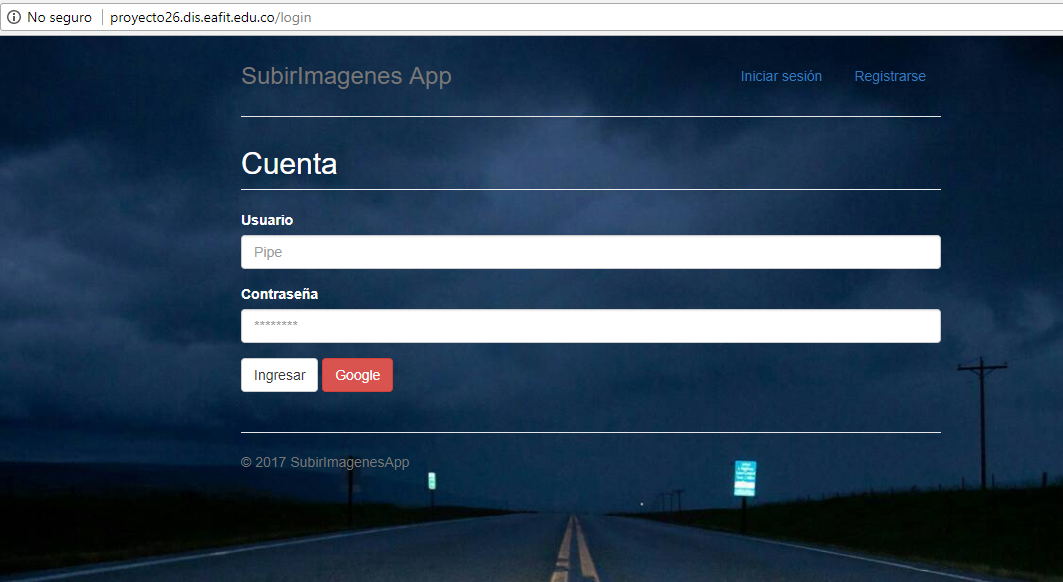 No seguro proyecto26.dis.eafit.edu.co/login
SubirImagenes App Iniciar sesión Registrarse
Cuenta
Usuario
Pipe
Contraseña
********
Ingresar Google
© 2017 SubirImagenesApp